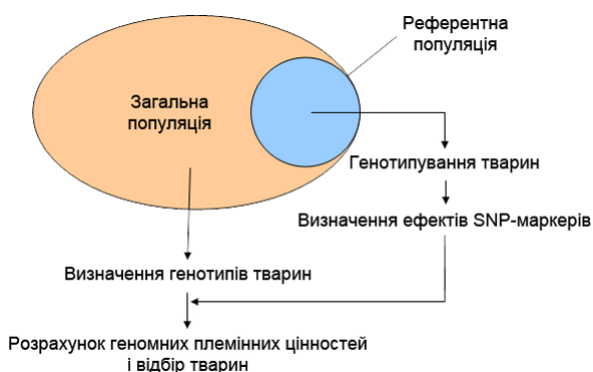 Референтна
популяція
Загальна
популяція
Генотипування тварин
Визначення ефектів SNP-маркерів
Визначення генотипів тварин
Розрахунок геномних племінних цінностей
і відбір тварин